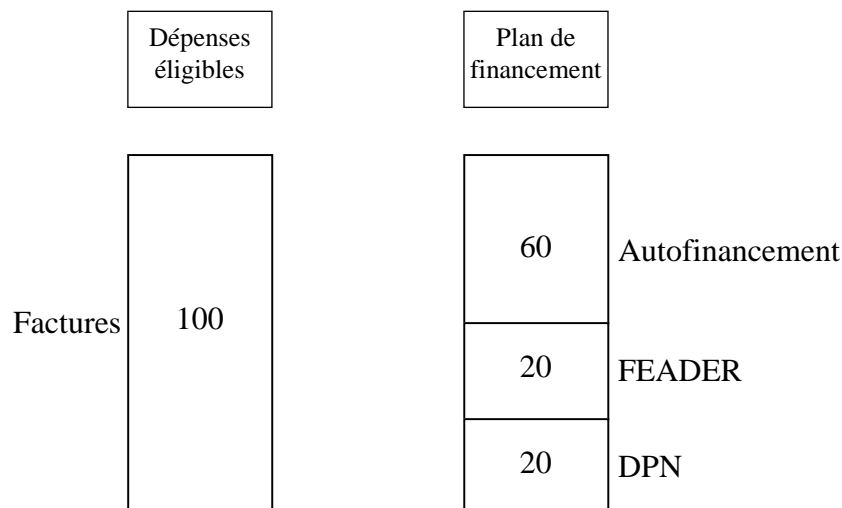 Dépenses
éligibles
Plan de
financement
Factures
100
60
Autofinancement
20
FEADER
20
DPN